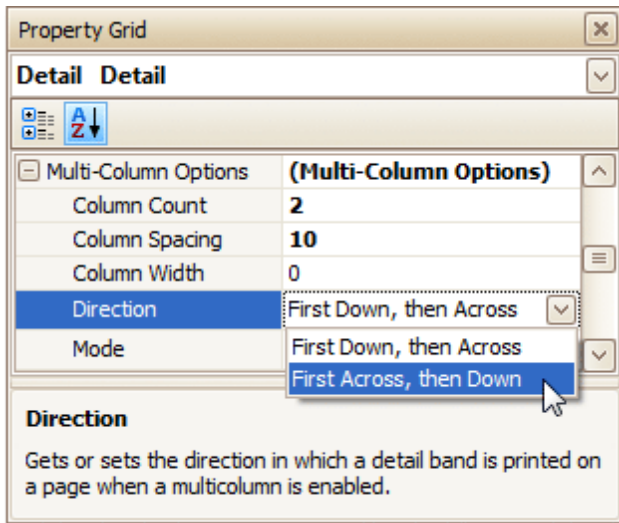 Property Grid
Detail Detail
A
Z
Multi-Column Options (Multi-Column Options)
Column Count 2
Column Spacing 10
Column Width 0
Direction First Down, then Across
Mode First Down, then Across
First Across, then Down
Direction
Gets or sets the direction in which a detail band is printed on
a page when a multicolumn is enabled.